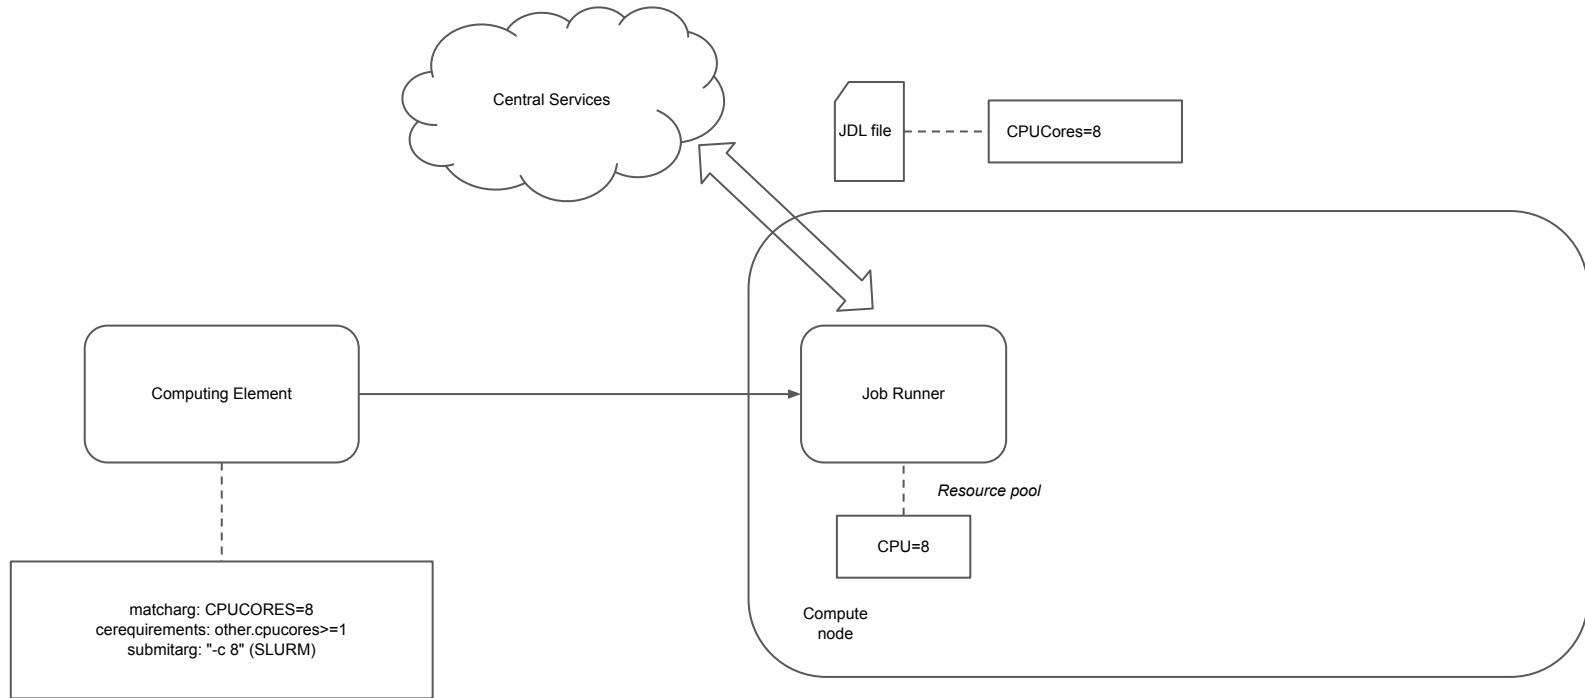 Central Services
JDL file
CPUCores=8
Computing Element
Job Runner
Resource pool
CPU=8
matcharg: CPUCORES=8
cerequirements: other.cpucores>=1
submitarg: "-c 8" (SLURM)
Compute
node